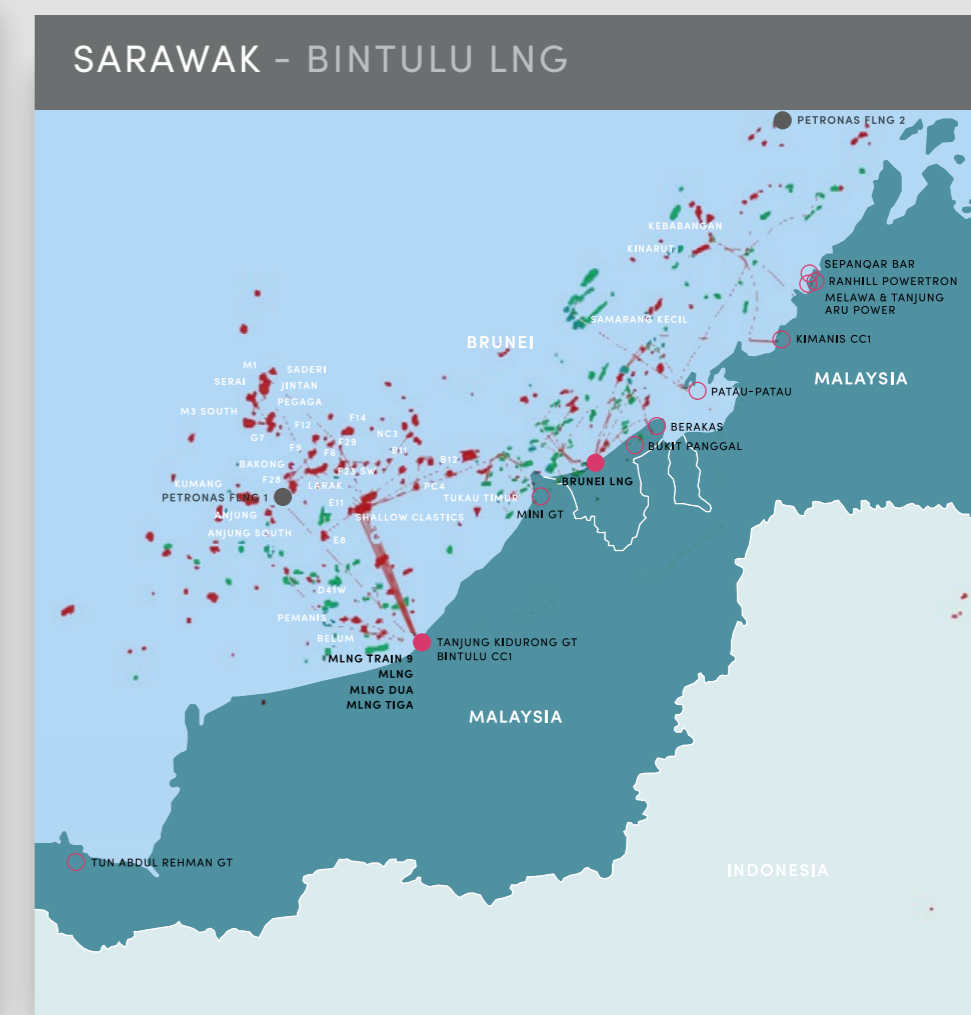 SARAWAK - BINTULU LNG
PETRONAS FLNG 2
KEBABANGAN
KINARUT
SEPANQAR BAR
RANHILL POWERTRON
MELAWA & TANJUNG
ARU POWER
SAMARANG KECIL
BRUNEI
KIMANIS CC1
MALAYSIA
PATAU-PATAU
M1
SADERI
SERAI
JINTAN
PEGAGA
M3 SOUTH
F14
F12
G7
NC3
F29
F9
F6
B11
BERAKAS
BUKIT PANGGAL
BAKONG
F23 SW
B12
F28
KUMANG
LARAK
PC4
BRUNEI LNG
PETRONAS FLNG 1
E11
TUKAU TIMUR
MINI GT
ANJUNG
SHALLOW CLASTICS
ANJUNG SOUTH
E8
D41W
PEMANIS
BELUM
TANJUNG KIDURONG GT
BINTULU CC1
MLNG TRAIN 9
MLNG
MLNG DUA
MLNG TIGA
MALAYSIA
TUN ABDUL REHMAN GT
INDONESIA